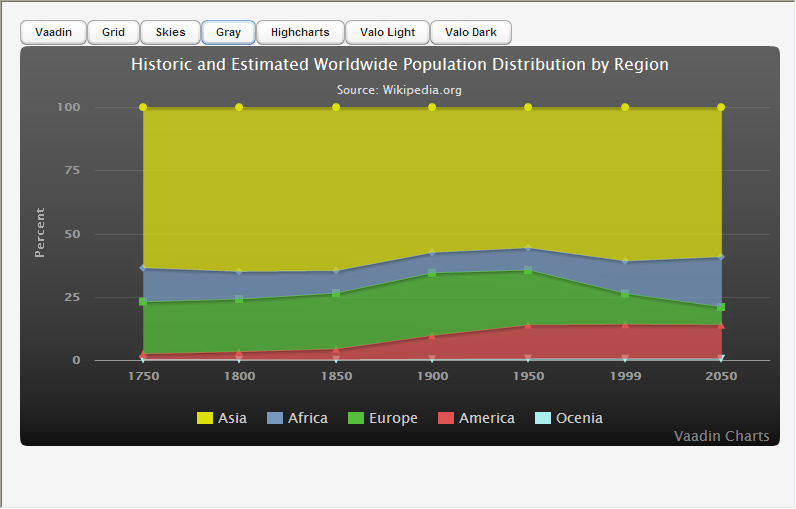 Vaadin Grid Skies Gray Highcharts Valo Light Valo Dark
Historic and Estimated Worldwide Population Distribution by Region
Source: Wikipedia.org
Percent
100
75
50
25
0
1750 1800 1850 1900 1950 1999 2050
Asia Africa Europe America Ocenia
Vaadin Charts